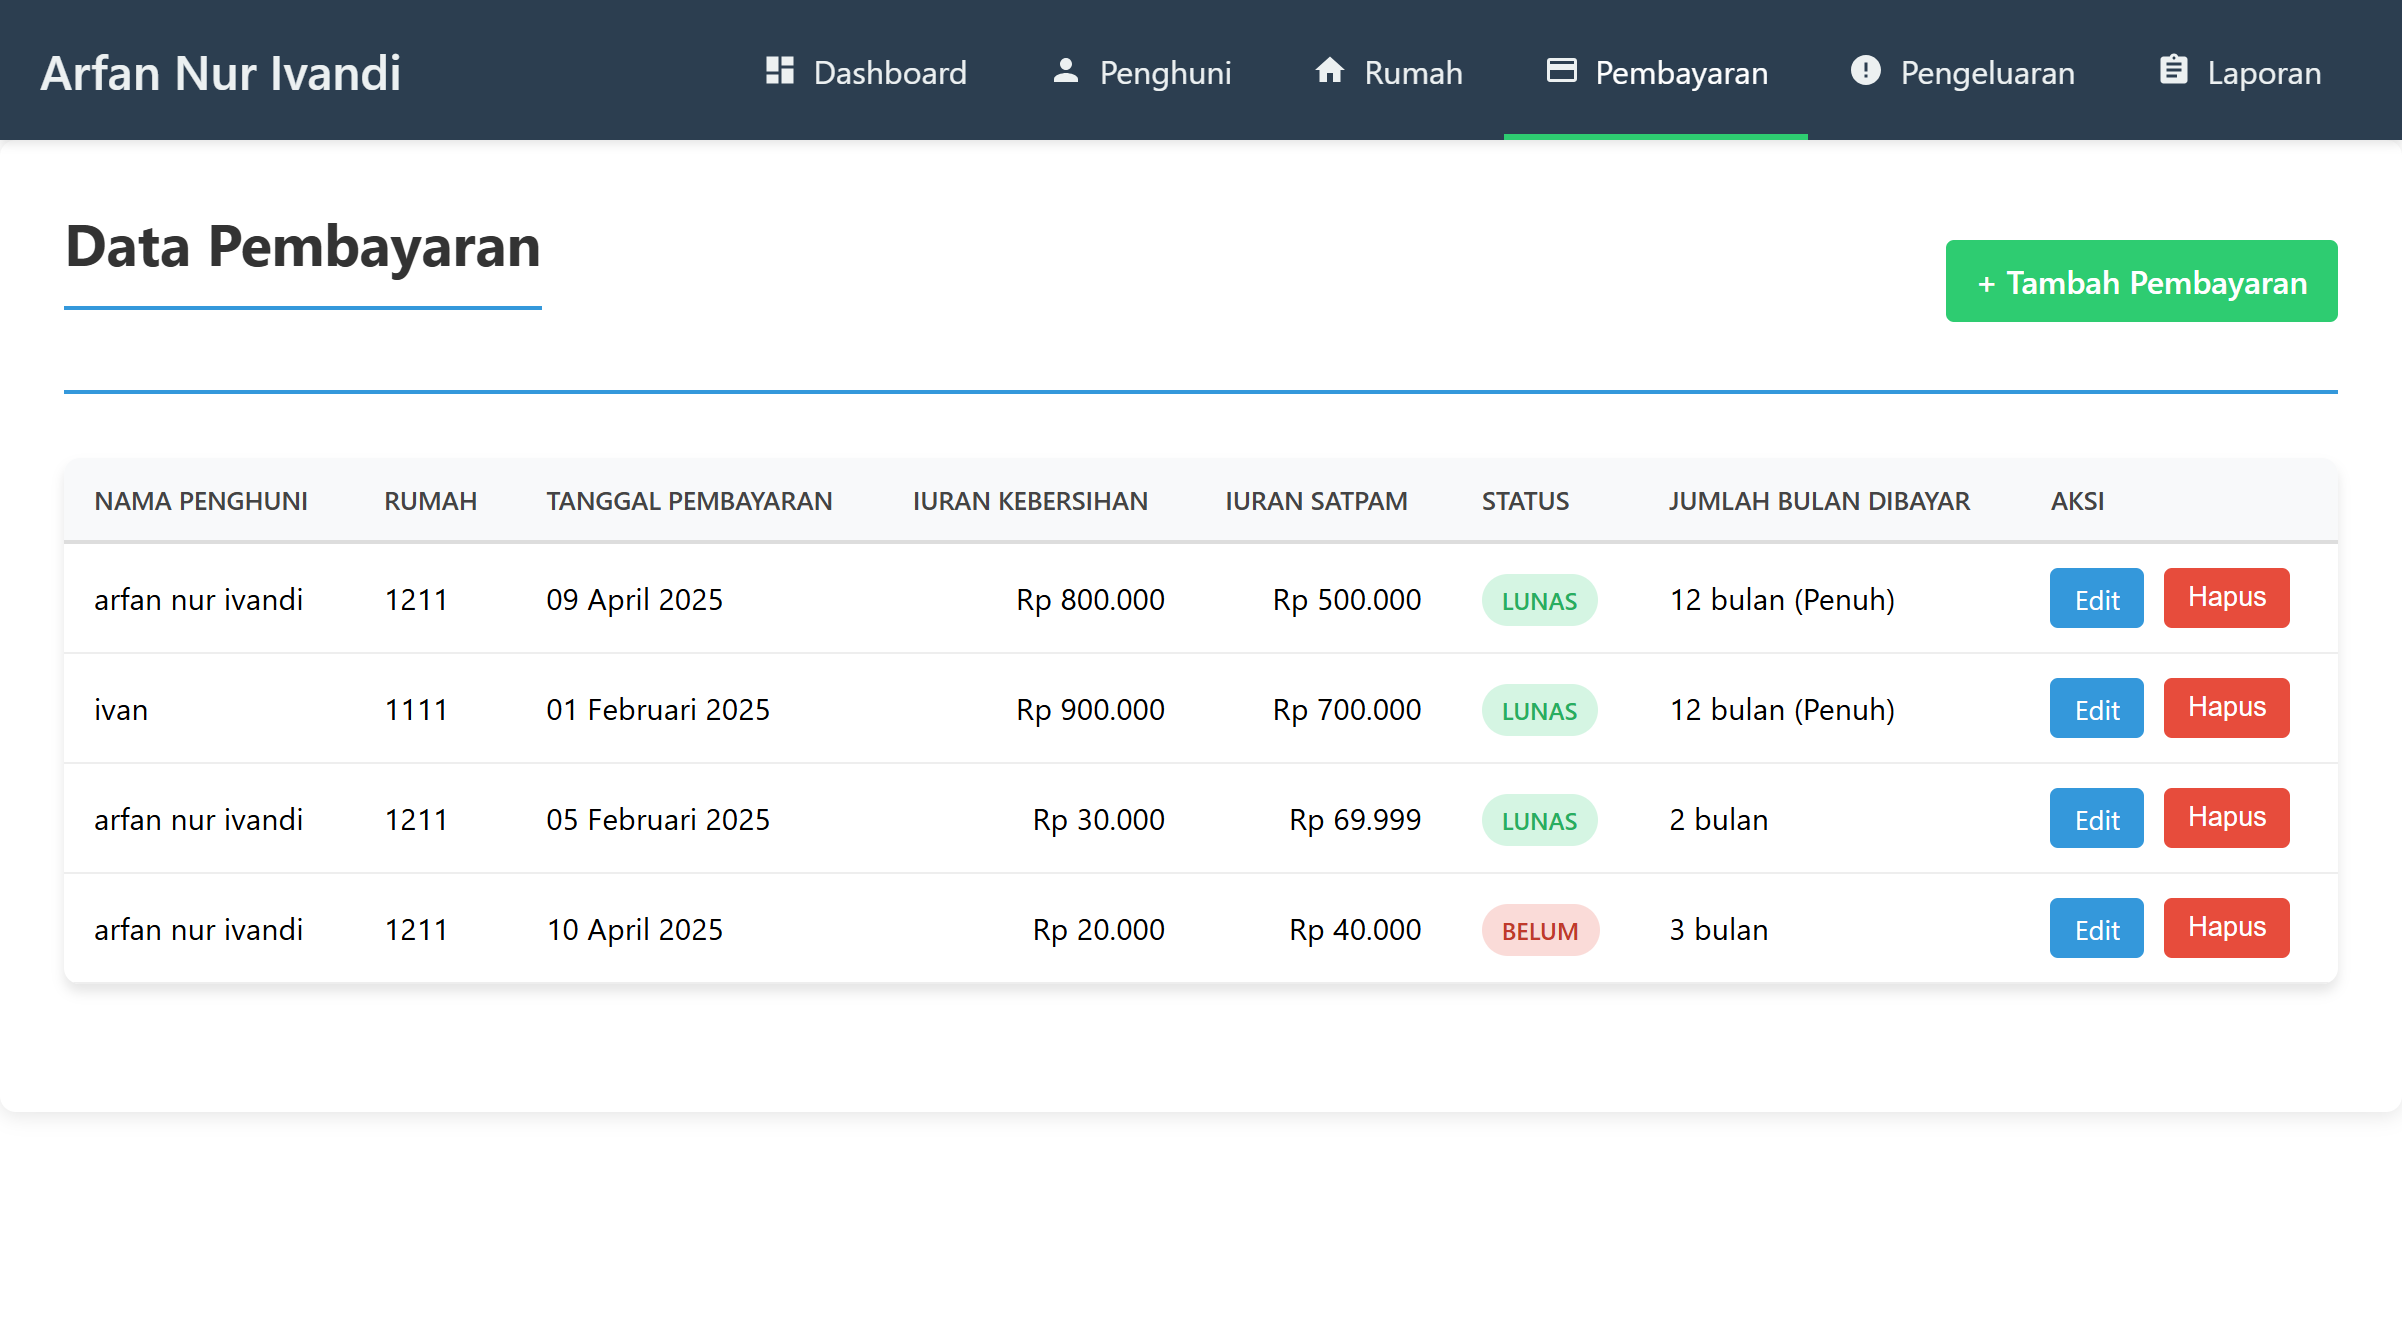 Arfan Nur Ivandi Dashboard Penghuni Rumah Pembayaran Pengeluaran Laporan
Data Pembayaran
+ Tambah Pembayaran
NAMA PENGHUNI RUMAH TANGGAL PEMBAYARAN IURAN KEBERSIHAN IURAN SATPAM STATUS JUMLAH BULAN DIBAYAR AKSI
arfan nur ivandi 1211 09 April 2025 Rp 800.000 Rp 500.000 LUNAS 12 bulan (Penuh) Edit Hapus
ivan 1111 01 Februari 2025 Rp 900.000 Rp 700.000 LUNAS 12 bulan (Penuh) Edit Hapus
arfan nur ivandi 1211 05 Februari 2025 Rp 30.000 Rp 69.999 LUNAS 2 bulan Edit Hapus
arfan nur ivandi 1211 10 April 2025 Rp 20.000 Rp 40.000 BELUM 3 bulan Edit Hapus